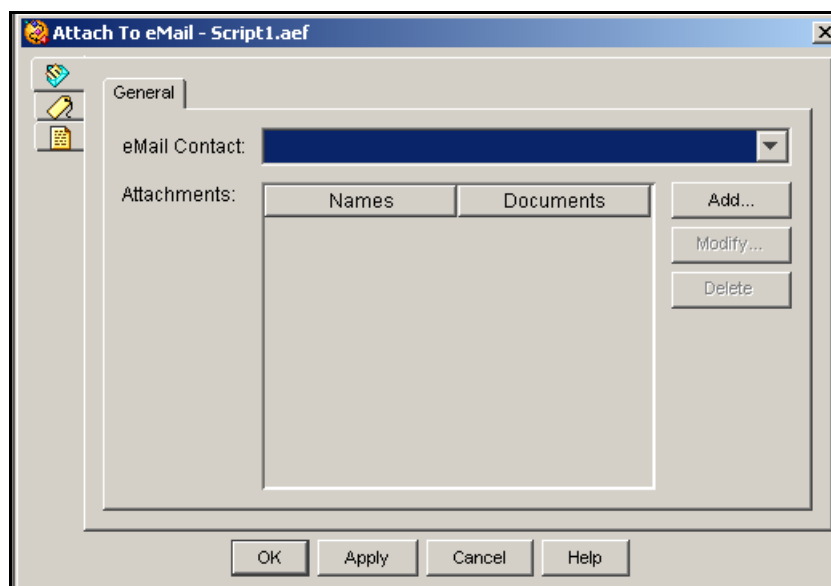 Attach To eMail - Script1.aef
General
eMail Contact:
Attachments:
Names Documents
Add...
Modify...
Delete
OK Apply Cancel Help